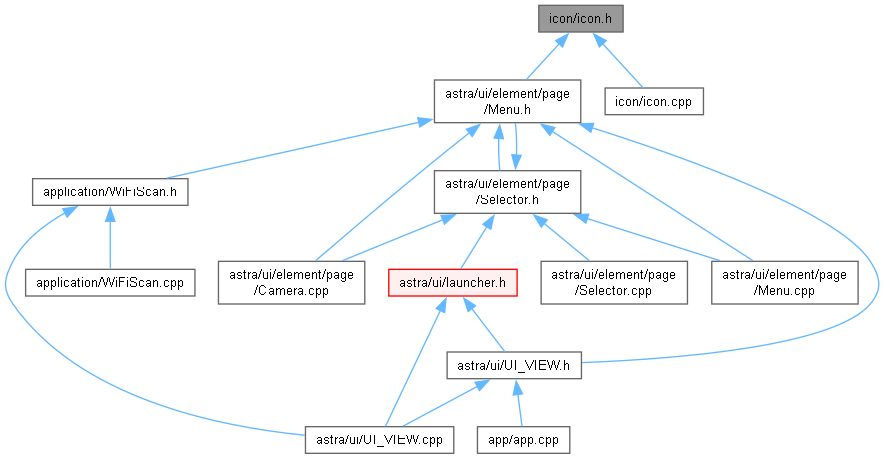 icon/icon.h
astra/ui/element/page
/Menu.h
icon/icon.cpp
application/WiFiScan.h
astra/ui/element/page
/Selector.h
application/WiFiScan.cpp
astra/ui/element/page
/Camera.cpp
astra/ui/launcher.h
astra/ui/element/page
/Selector.cpp
astra/ui/element/page
/Menu.cpp
astra/ui/UI_VIEW.h
astra/ui/UI_VIEW.cpp
app/app.cpp